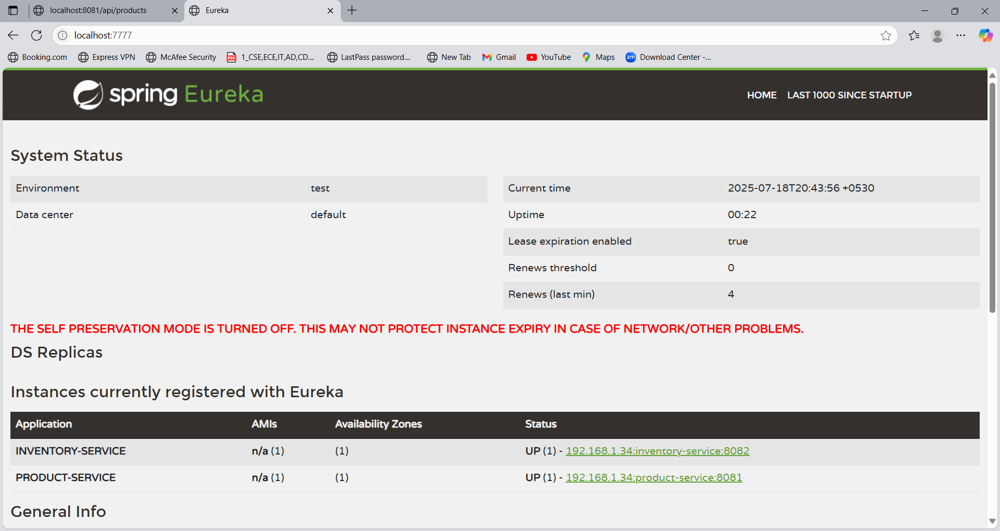 localhost:8081/api/products
Eureka
localhost:7777
Booking.com
Express VPN
McAfee Security
1_CSE,ECE,IT,AD,CD...
LastPass password...
New Tab
Gmail
YouTube
Maps
Download Center -...
spring Eureka
HOME
LAST 1000 SINCE STARTUP
System Status
Environment test
Data center default
Current time 2025-07-18T20:43:56 +0530
Uptime 00:22
Lease expiration enabled true
Renews threshold 0
Renews (last min) 4
THE SELF PRESERVATION MODE IS TURNED OFF. THIS MAY NOT PROTECT INSTANCE EXPIRY IN CASE OF NETWORK/OTHER PROBLEMS.
DS Replicas
Instances currently registered with Eureka
Application AMIs Availability Zones Status
INVENTORY-SERVICE n/a (1) (1) UP (1) - 192.168.1.34:inventory-service:8082
PRODUCT-SERVICE n/a (1) (1) UP (1) - 192.168.1.34:product-service:8081
General Info